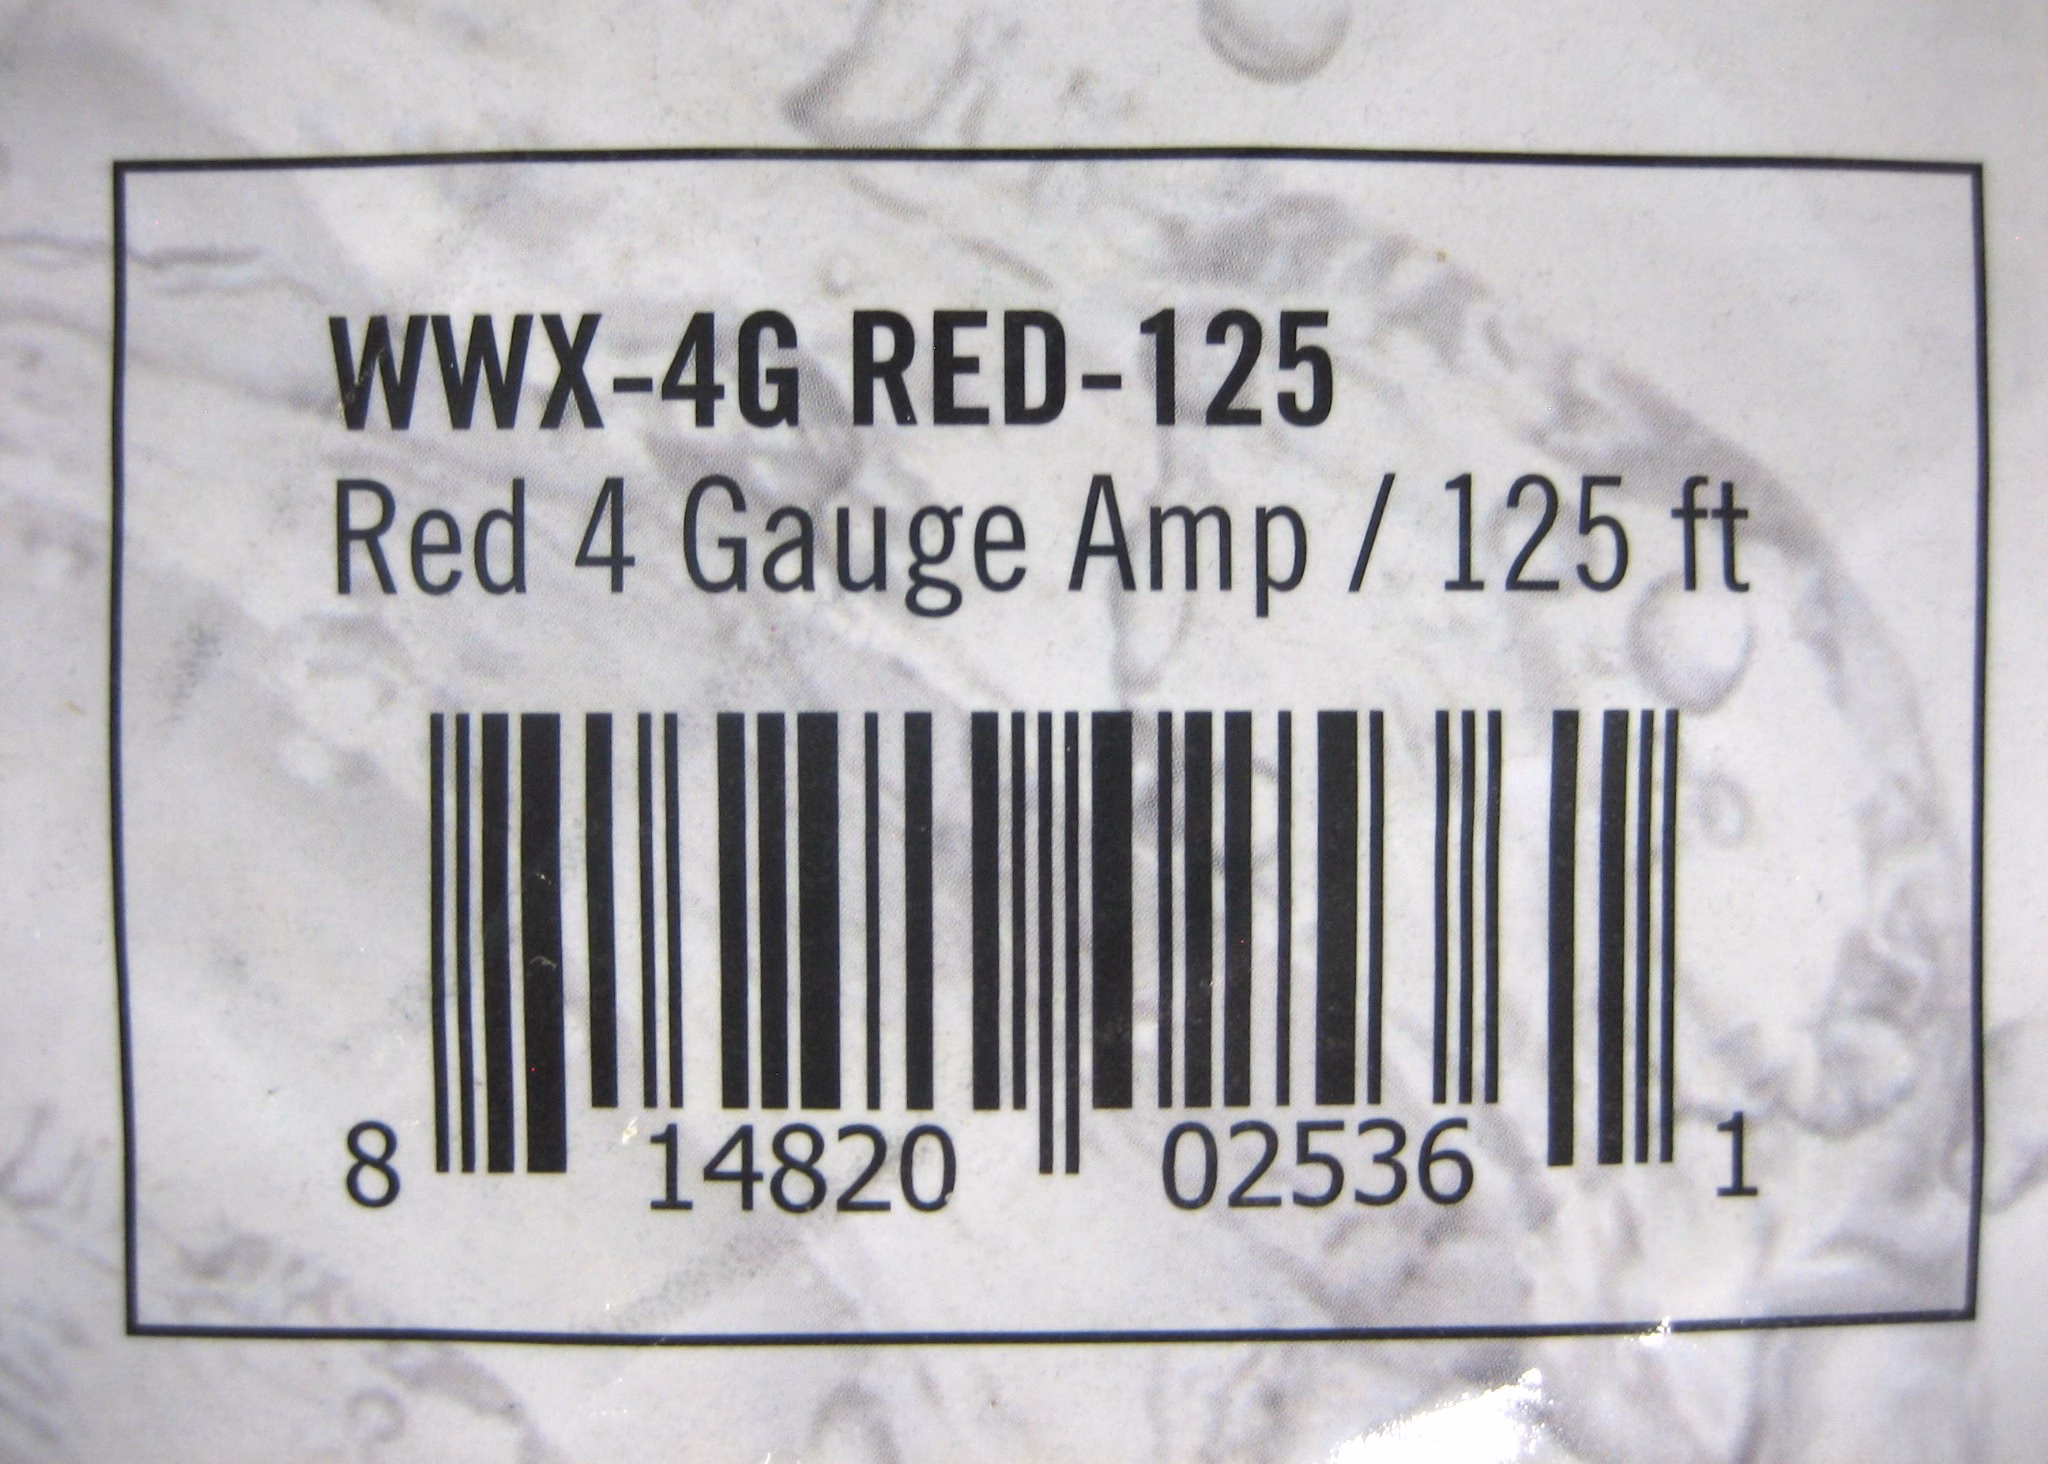 WWX-4G RED-125
Red 4 Gauge Amp / 125 ft
8 14820 02536 1